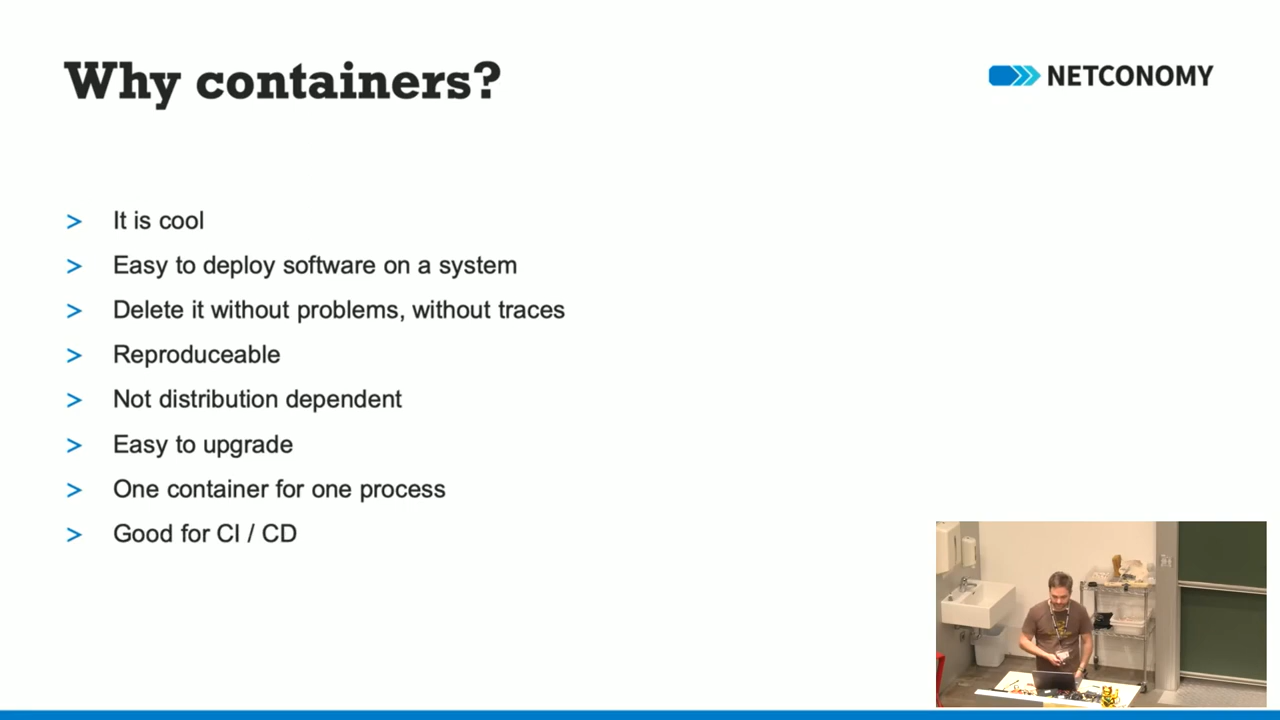 Why containers?
NETCONOMY
> It is cool
> Easy to deploy software on a system
> Delete it without problems, without traces
> Reproduceable
> Not distribution dependent
> Easy to upgrade
> One container for one process
> Good for CI / CD